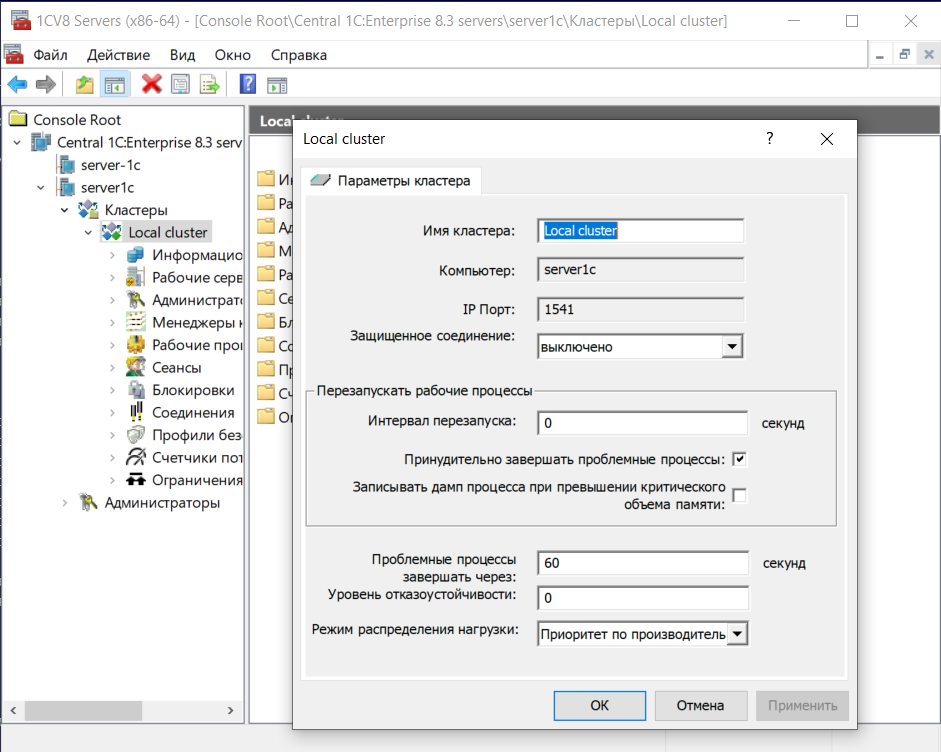 1CV8 Servers (x86-64) - [Console Root\Central 1C:Enterprise 8.3 servers\server1c\Кластеры\Local cluster]
Файл Действие Вид Окно Справка
Console Root
Central 1C:Enterprise 8.3 serv
server-1c
server1c
Кластеры
Local cluster
Информацио
Рабочие серв
Администрато
Менеджеры к
Рабочие про
Сеансы
Блокировки
Соединения
Профили без
Счетчики пот
Ограничения
Администраторы
Local cluster
Ин
Ра
Ад
М
Ра
Се
Бл
Со
Пр
Сч
Ог
Local cluster
?
Параметры кластера
Имя кластера: Local cluster
Компьютер: server1c
IP Порт: 1541
Защищенное соединение: выключено
Перезапускать рабочие процессы
Интервал перезапуска: 0 секунд
Принудительно завершать проблемные процессы:
Записывать дамп процесса при превышении критического
объема памяти:
Проблемные процессы
завершать через: 60 секунд
Уровень отказоустойчивости: 0
Режим распределения нагрузки: Приоритет по производитель
OK Отмена Применить